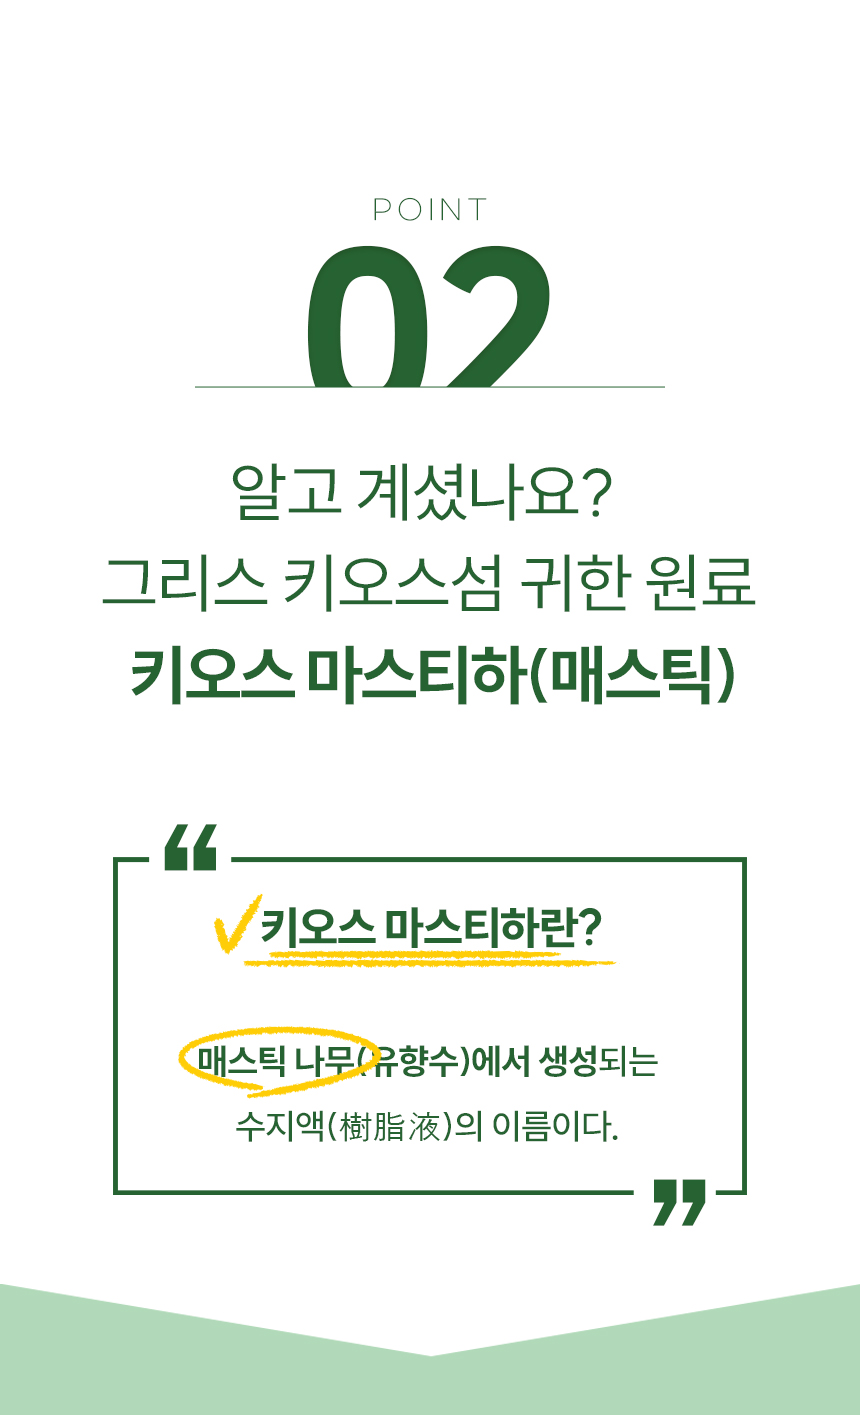 POINT
02
알고 계셨나요?
그리스 키오스섬 귀한 원료
키오스 마스티하(매스틱)
“
키오스 마스티하란?
매스틱 나무(유향수)에서 생성되는
수지액(樹脂液)의 이름이다.
”